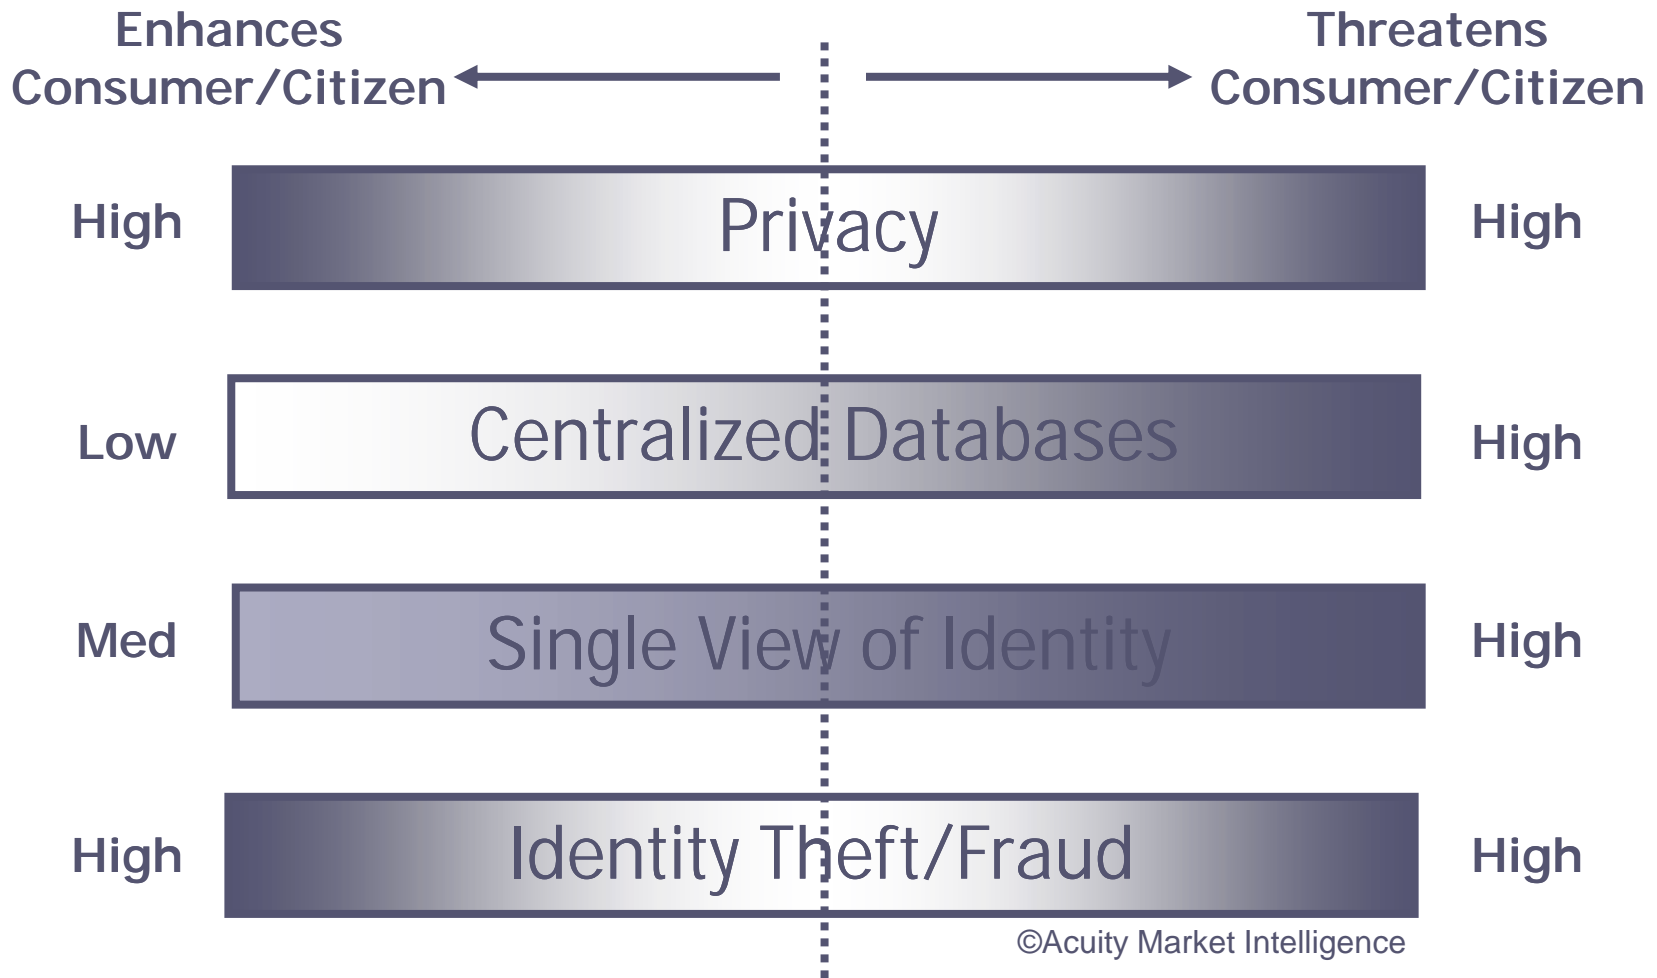 Enhances
Consumer/Citizen
Threatens
Consumer/Citizen
High
Privacy
High
Low
Centralized Databases
High
Med
Single View of Identity
High
High
Identity Theft/Fraud
High
©Acuity Market Intelligence